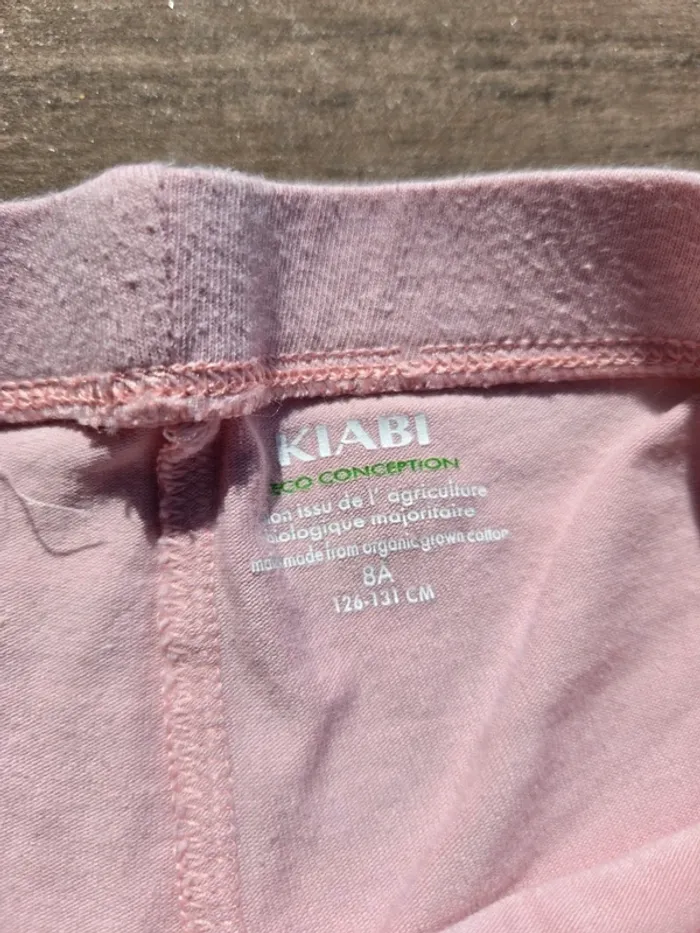 KIABI
ECO CONCEPTION
issu de l' agriculture
biologique majoritaire
made from organic grown cotton
8A
126-131 CM